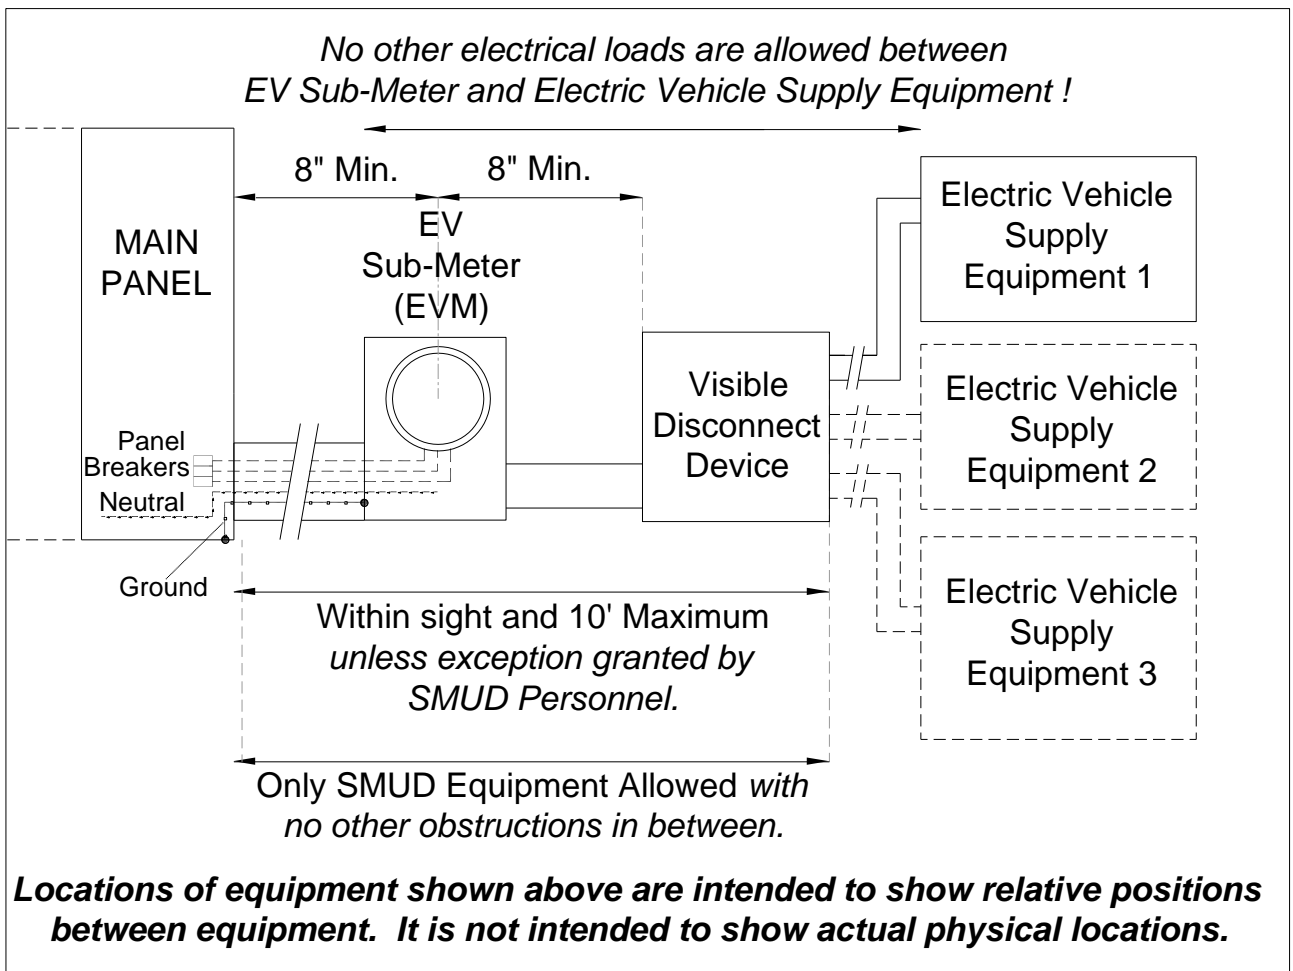 No other electrical loads are allowed between
EV Sub-Meter and Electric Vehicle Supply Equipment !
8" Min.
8" Min.
MAIN
PANEL
EV
Sub-Meter
(EVM)
Electric Vehicle
Supply
Equipment 1
Visible
Disconnect
Device
Electric Vehicle
Supply
Equipment 2
Panel
Breakers
Neutral
Ground
Electric Vehicle
Supply
Equipment 3
Within sight and 10' Maximum
unless exception granted by
SMUD Personnel.
Only SMUD Equipment Allowed with
no other obstructions in between.
Locations of equipment shown above are intended to show relative positions
between equipment. It is not intended to show actual physical locations.